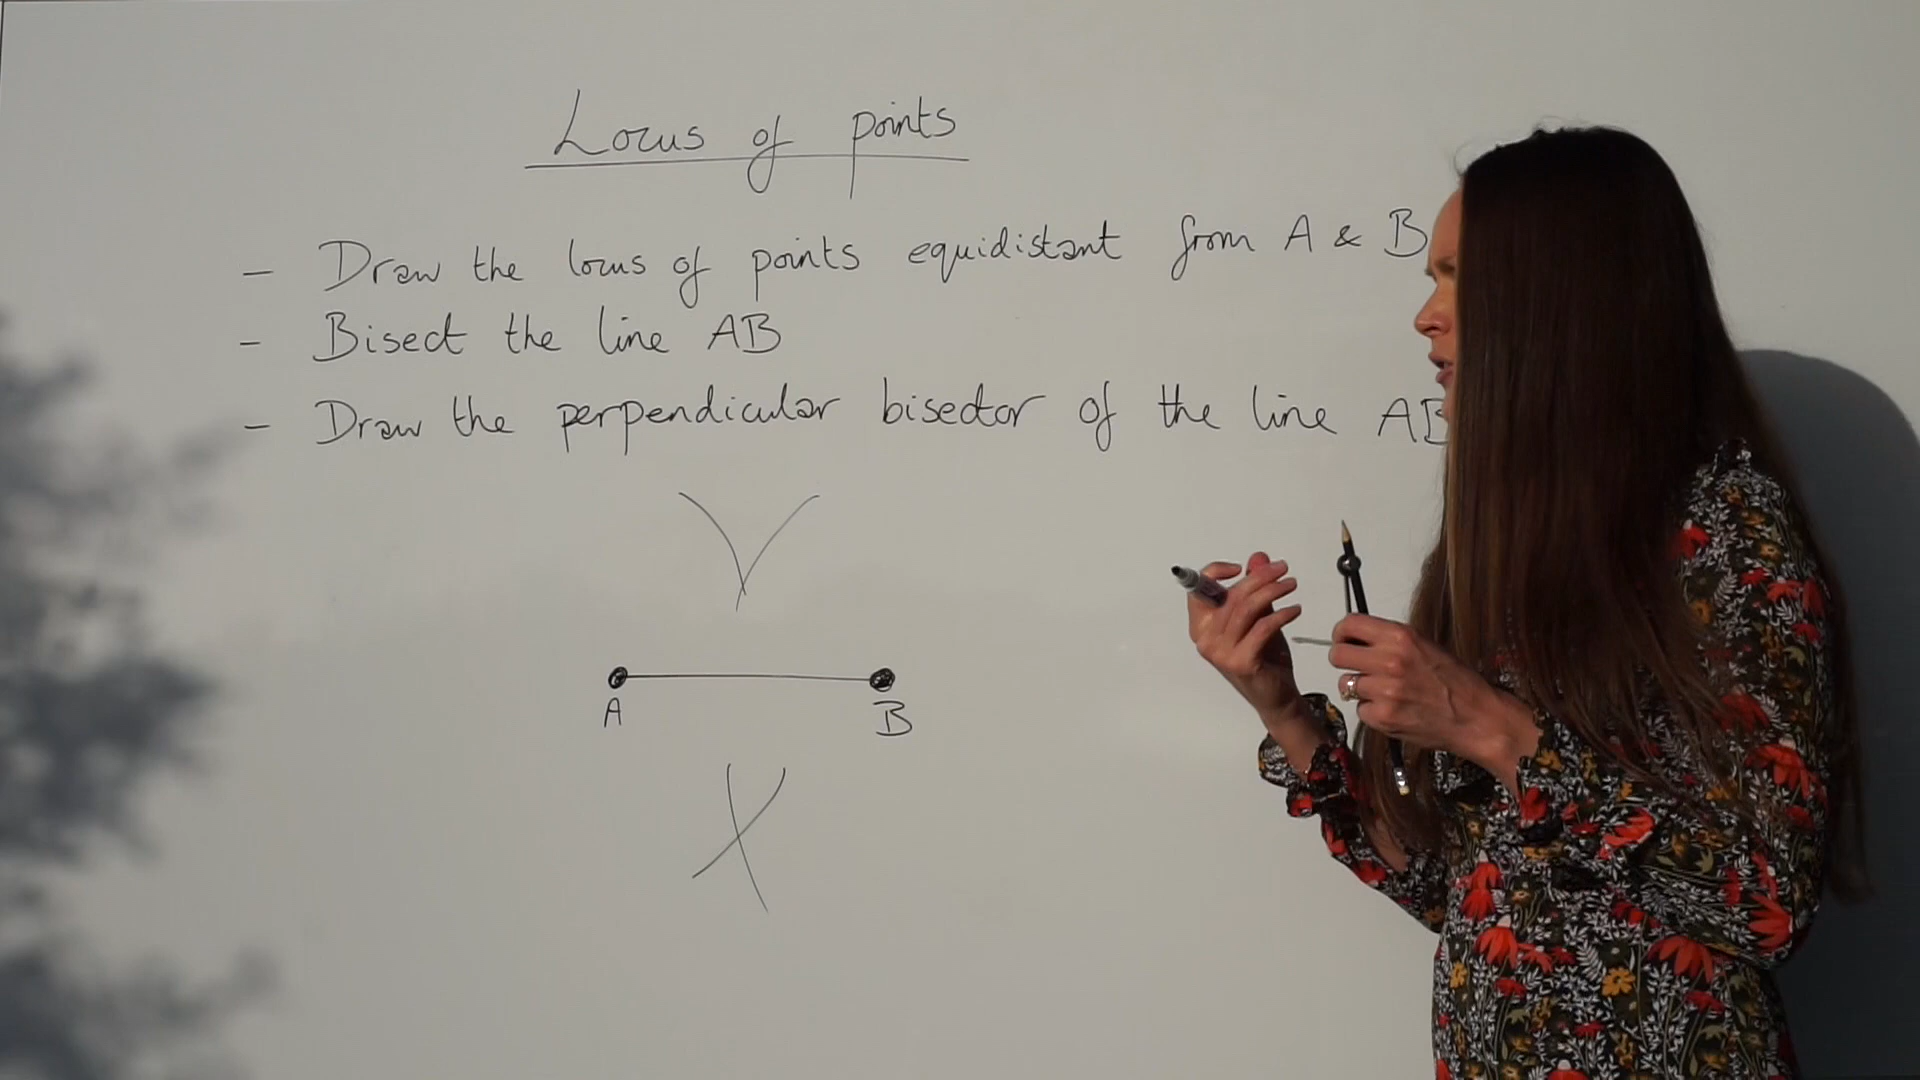 Locus of points
- Draw the locus of points equidistant from A & B
- Bisect the line AB
- Draw the perpendicular bisector of the line AB
A B